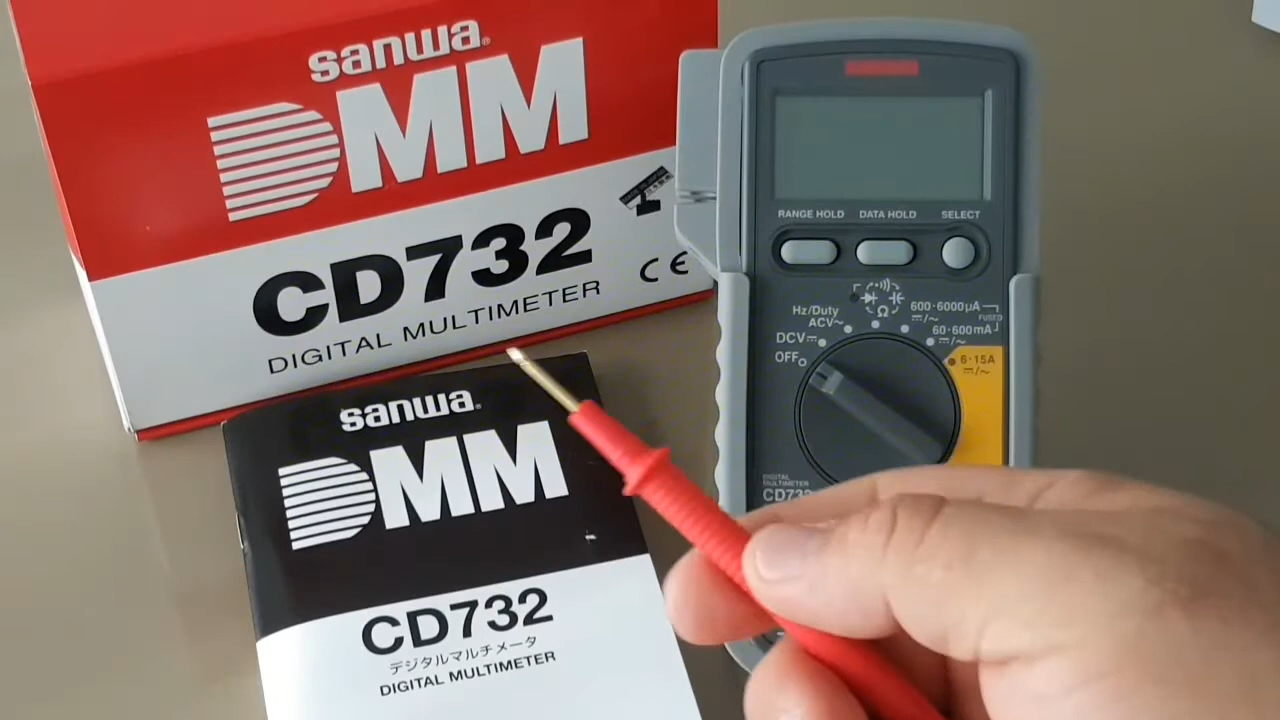 sanwa®
DMM
CD732
CE
DIGITAL MULTIMETER
sanwa®
DMM
CD732
デジタルマルチメータ
DIGITAL MULTIMETER
RANGE HOLD DATA HOLD SELECT
Ω
Hz/Duty
ACV~
DCV
OFF
600·6000µA
FUSED
60·600mA
6·15A
DIGITAL
MULTIMETER
CD732